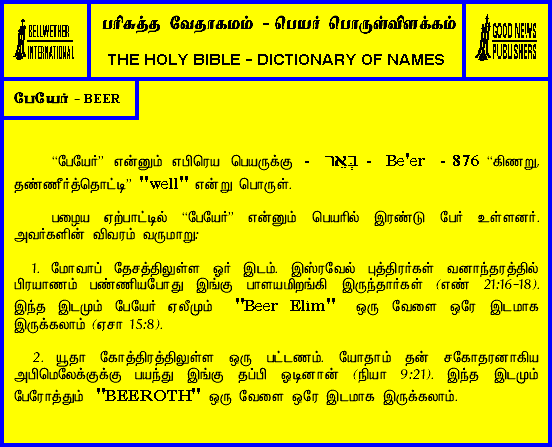 BELLWETHER
INTERNATIONAL
பரிசுத்த வேதாகமம் - பெயர் பொருள்விளக்கம்
THE HOLY BIBLE - DICTIONARY OF NAMES
GOOD NEWS
PUBLISHERS
பேயேர் - BEER
“பேயேர்” என்னும் எபிரெய பெயருக்கு - בְּאֵר - Be'er - 876 “கிணறு,
தண்ணீர்த்தொட்டி” "well" என்று பொருள்.
பழைய ஏற்பாட்டில் “பேயேர்” என்னும் பெயரில் இரண்டு பேர் உள்ளனர்.
அவர்களின் விவரம் வருமாறு:
1. மோவாப் தேசத்திலுள்ள ஓர் இடம். இஸ்ரவேல் புத்திரர்கள் வனாந்தரத்தில்
பிரயாணம் பண்ணியபோது இங்கு பாளயமிறங்கி இருந்தார்கள் (எண் 21:16-18).
இந்த இடமும் பேயேர் ஏலீமும் "Beer Elim" ஒரு வேளை ஒரே இடமாக
இருக்கலாம் (ஏசா 15:8).
2. யூதா கோத்திரத்திலுள்ள ஒரு பட்டணம். யோதாம் தன் சகோதரனாகிய
அபிமெலேக்குக்கு பயந்து இங்கு தப்பி ஓடினான் (நியா 9:21). இந்த இடமும்
பேரோத்தும் "BEEROTH" ஒரு வேளை ஒரே இடமாக இருக்கலாம்.